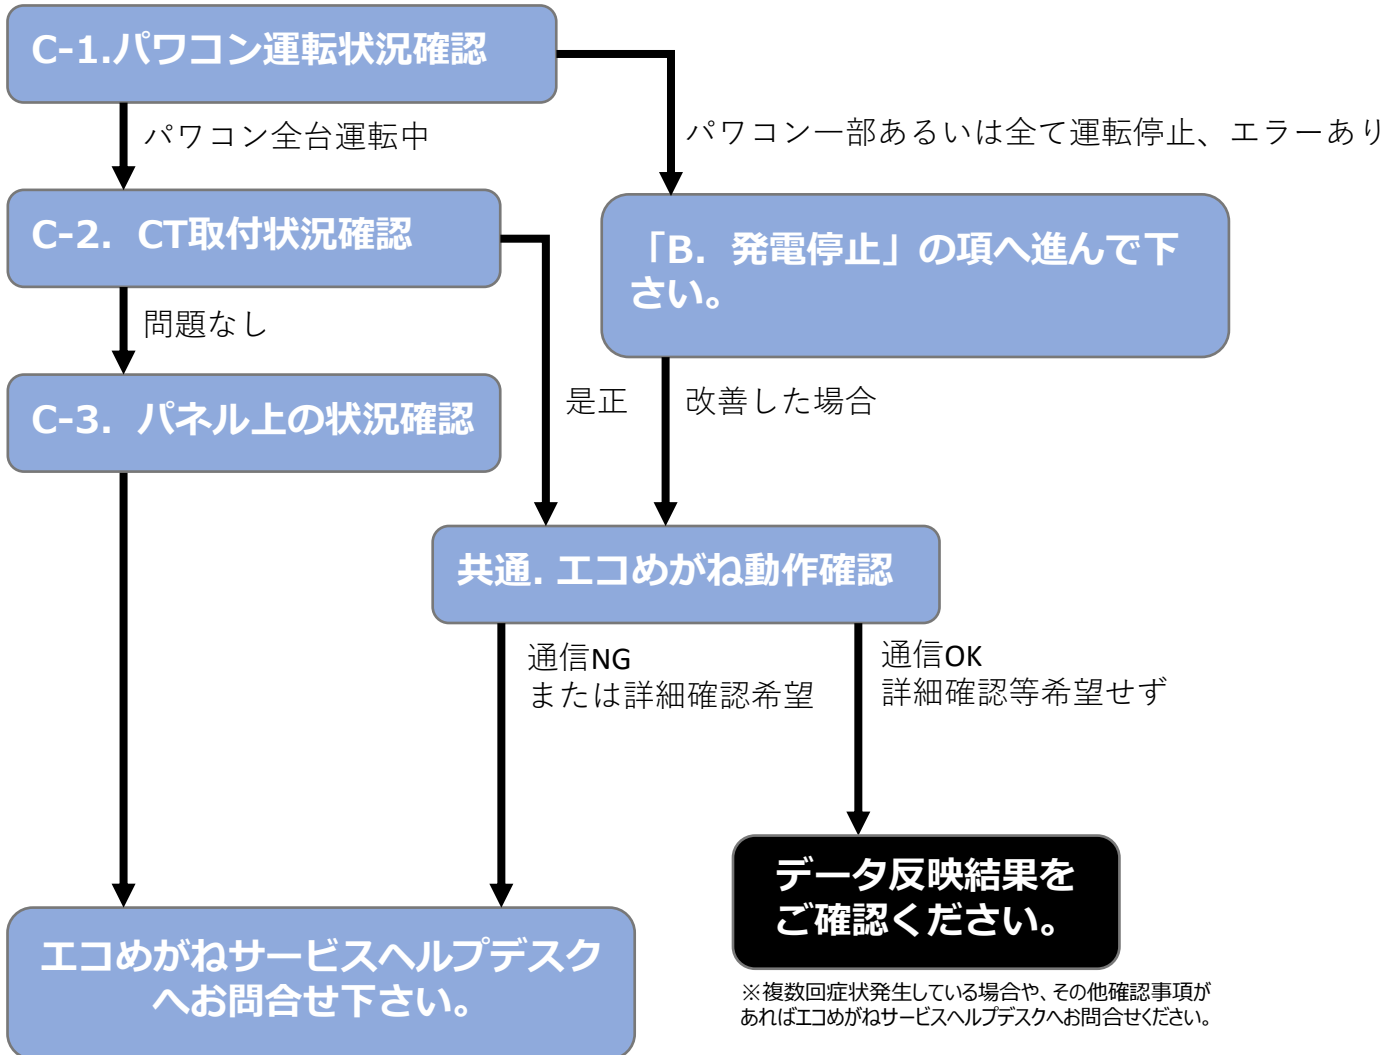 C-1.パワコン運転状況確認
パワコン全台運転中
パワコン一部あるいは全て運転停止、エラーあり
C-2. CT取付状況確認
「B. 発電停止」の項へ進んで下
さい。
問題なし
C-3. パネル上の状況確認
是正
改善した場合
共通. エコめがね動作確認
通信NG
または詳細確認希望
通信OK
詳細確認等希望せず
データ反映結果を
ご確認ください。
エコめがねサービスヘルプデスク
へお問合せ下さい。
※複数回症状発生している場合や、その他確認事項が
あればエコめがねサービスヘルプデスクへお問合せください。